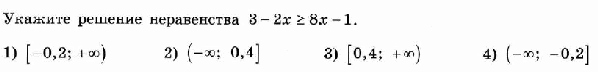 Укажите решение неравенства 3 − 2x ≥ 8x − 1.
1) [−0,2; +∞) 2) (−∞; 0,4] 3) [0,4; +∞) 4) (−∞; −0,2]